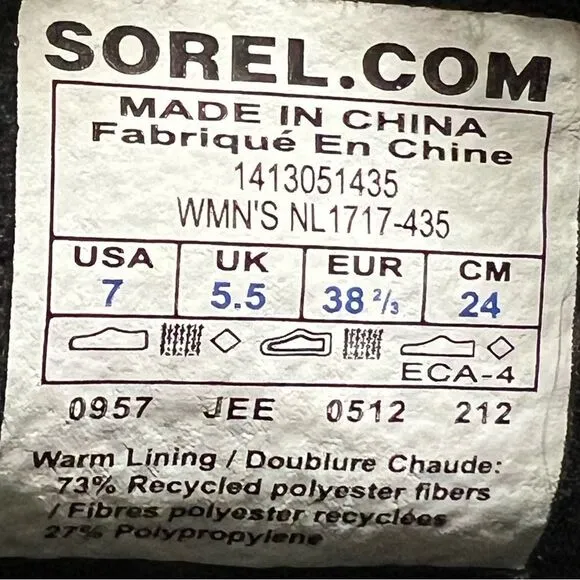 SOREL.COM
MADE IN CHINA
Fabriqué En Chine
1413051435
WMN'S NL1717-435
USA UK EUR CM
7 5.5 38 2/3 24
ECA-4
0957 JEE 0512 212
Warm Lining / Doublure Chaude:
73% Recycled polyester fibers
/ Fibres polyester recyclées
27% Polypropylene